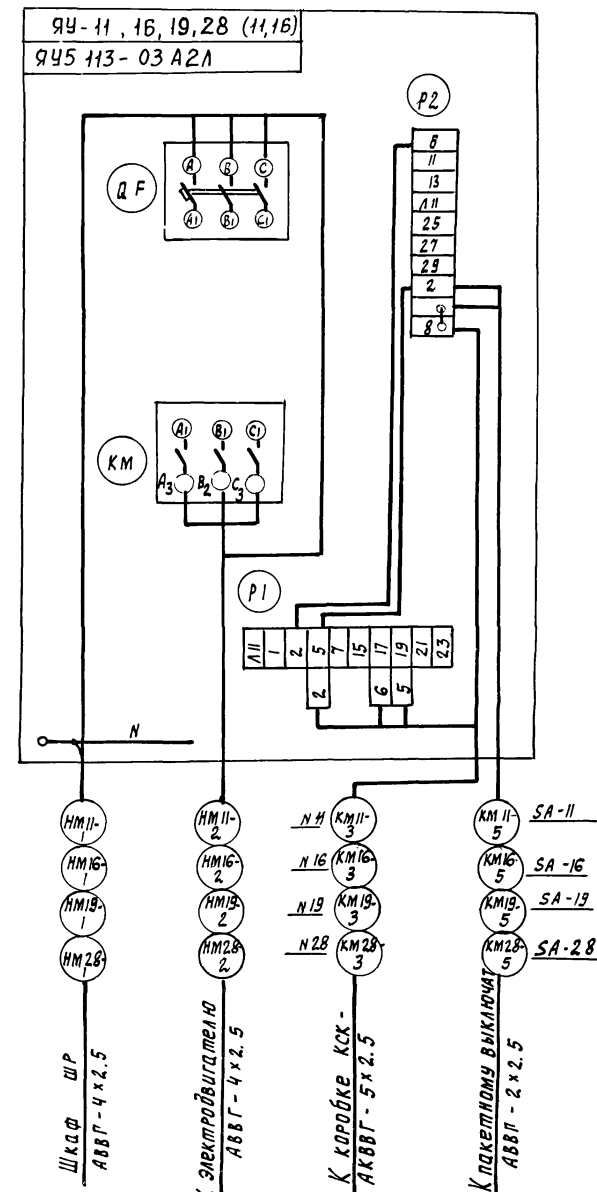 ЯУ-11, 16, 19, 28 (11,16)
ЯУ5 113-03 А2Л
P2
QF
A B C
A1 B1 C1
8
11
13
Л11
25
27
29
2
8
KM
A1 B1 C1
A3 B2 C3
P1
Л11 1 2 5 7 15 17 19 21 23
2 6 5
N
НМ11-1
НМ16-1
НМ19-1
НМ28-1
НМ11-2
НМ16-2
НМ19-2
НМ28-2
N 11 КМ11-3
N 16 КМ16-3
N 19 КМ19-3
N 28 КМ28-3
КМ11-5 SA-11
КМ16-5 SA-16
КМ19-5 SA-19
КМ28-5 SA-28
Шкаф ШР
АВВГ-4×2.5
К электродвигателю
АВВГ-4×2.5
К коробке КСК-
АКВВГ-5×2.5
К пакетному выключат
АВВП-2×2.5